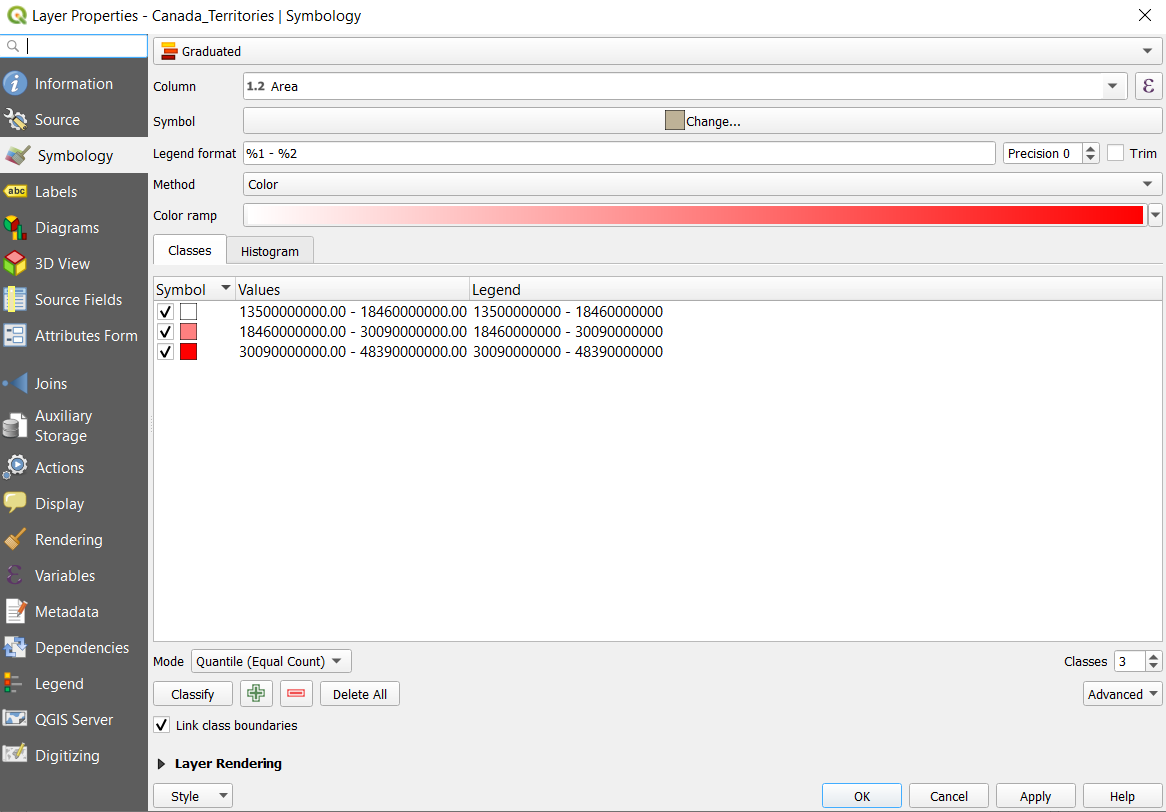 Layer Properties - Canada_Territories | Symbology
Information
Source
Symbology
abc Labels
Diagrams
3D View
Source Fields
Attributes Form
Joins
Auxiliary
Storage
Actions
Display
Rendering
Variables
Metadata
Dependencies
Legend
QGIS Server
Digitizing
Graduated
Column 1.2 Area ε
Symbol Change...
Legend format %1 - %2 Precision 0 Trim
Method Color
Color ramp
Classes Histogram
Symbol Values Legend
13500000000.00 - 18460000000.00 13500000000 - 18460000000
18460000000.00 - 30090000000.00 18460000000 - 30090000000
30090000000.00 - 48390000000.00 30090000000 - 48390000000
Mode Quantile (Equal Count) Classes 3
Classify Delete All Advanced
Link class boundaries
Layer Rendering
Style OK Cancel Apply Help